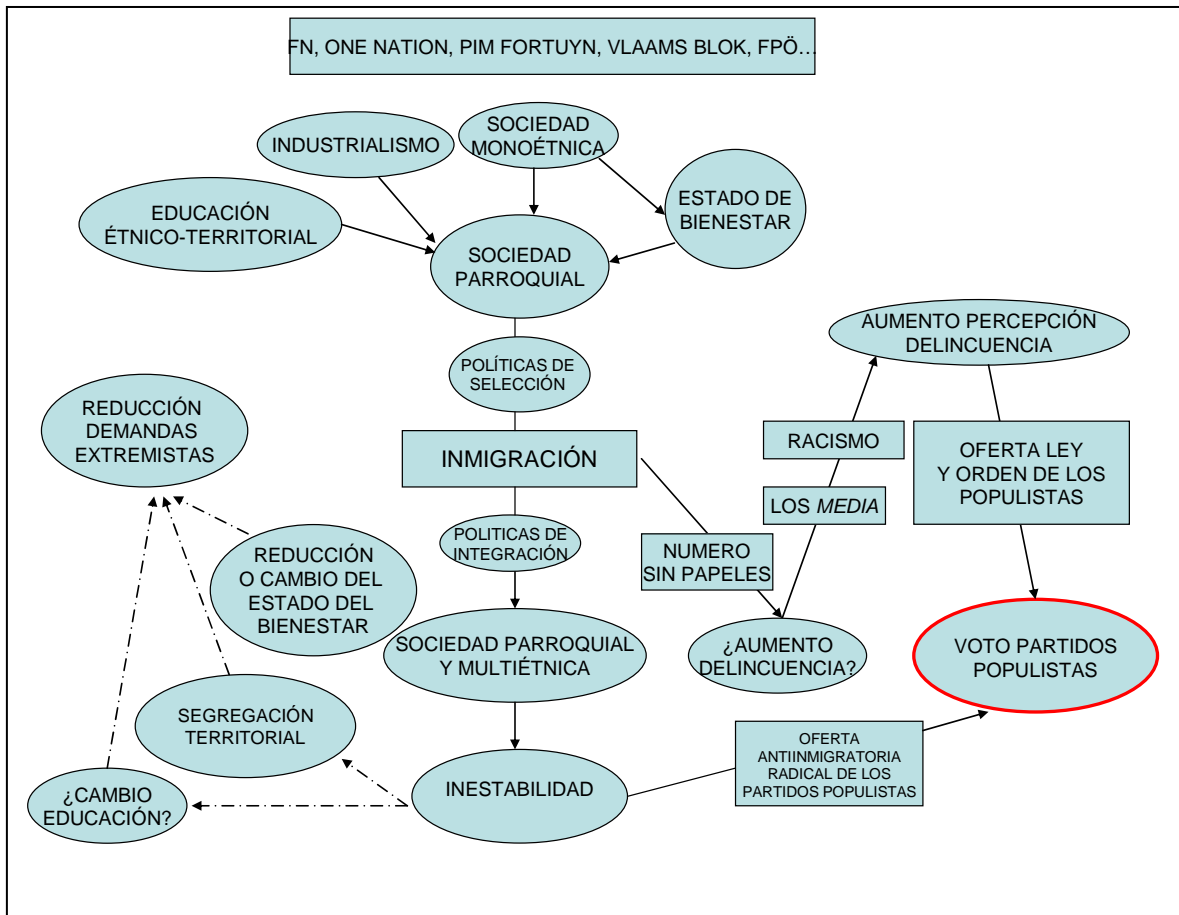 FN, ONE NATION, PIM FORTUYN, VLAAMS BLOK, FPÖ…
INDUSTRIALISMO
SOCIEDAD
MONOÉTNICA
ESTADO DE
BIENESTAR
EDUCACIÓN
ÉTNICO-TERRITORIAL
SOCIEDAD
PARROQUIAL
AUMENTO PERCEPCIÓN
DELINCUENCIA
POLÍTICAS DE
SELECCIÓN
REDUCCIÓN
DEMANDAS
EXTREMISTAS
INMIGRACIÓN
RACISMO
OFERTA LEY
Y ORDEN DE LOS
POPULISTAS
LOS MEDIA
POLITICAS DE
INTEGRACIÓN
NUMERO
SIN PAPELES
REDUCCIÓN
O CAMBIO DEL
ESTADO DEL
BIENESTAR
SOCIEDAD PARROQUIAL
Y MULTIÉTNICA
¿AUMENTO
DELINCUENCIA?
VOTO PARTIDOS
POPULISTAS
SEGREGACIÓN
TERRITORIAL
OFERTA
ANTIINMIGRATORIA
RADICAL DE LOS
PARTIDOS POPULISTAS
INESTABILIDAD
¿CAMBIO
EDUCACIÓN?